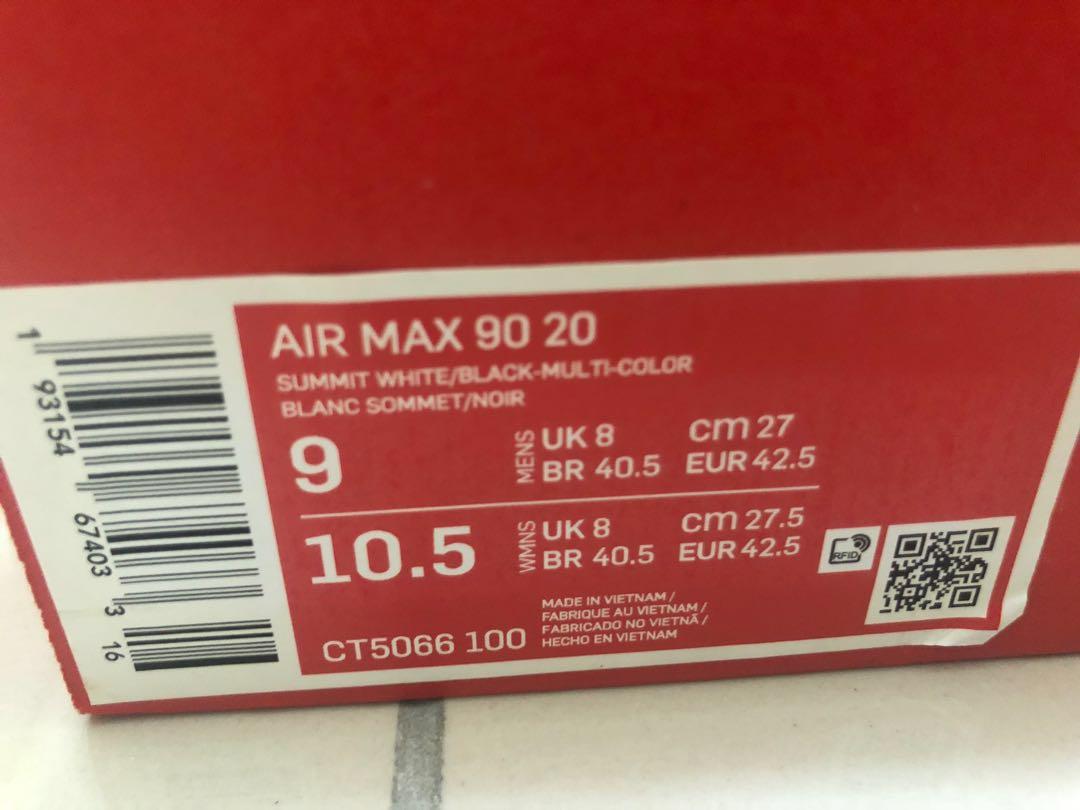 AIR MAX 90 20
SUMMIT WHITE/BLACK-MULTI-COLOR
BLANC SOMMET/NOIR
9 MENS UK 8 cm 27
BR 40.5 EUR 42.5
10.5 WMNS UK 8 cm 27.5
BR 40.5 EUR 42.5
RFID
MADE IN VIETNAM /
FABRIQUE AU VIETNAM /
FABRICADO NO VIETNÃ /
HECHO EN VIETNAM
CT5066 100
1 93154 67403 3 16